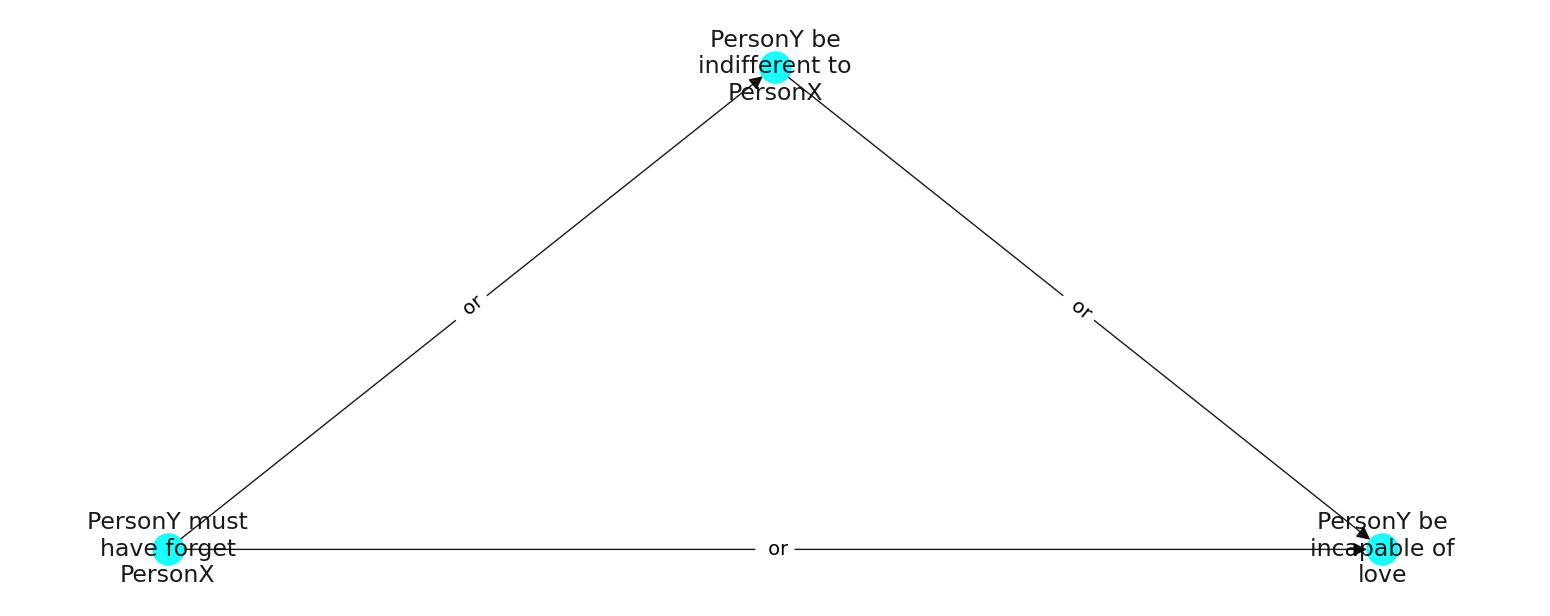 PersonY be
indifferent to
PersonX
or
or
PersonY must
have forget
PersonX
or
PersonY be
incapable of
love